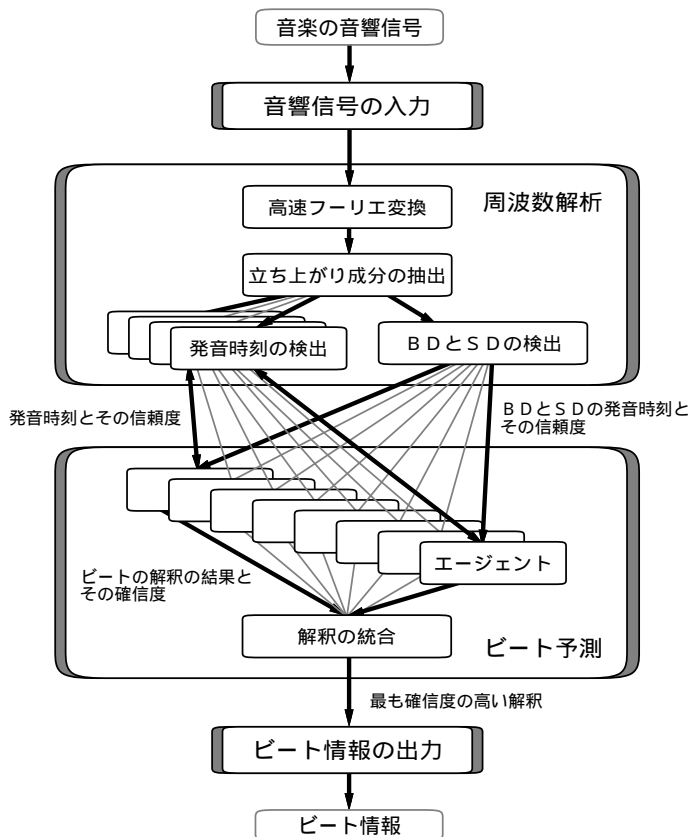 音楽の音響信号
音響信号の入力
周波数解析
高速フーリエ変換
立ち上がり成分の抽出
発音時刻の検出
ＢＤとＳＤの検出
発音時刻とその信頼度
ＢＤとＳＤの発音時刻と
その信頼度
エージェント
ビートの解釈の結果と
その確信度
解釈の統合
ビート予測
最も確信度の高い解釈
ビート情報の出力
ビート情報